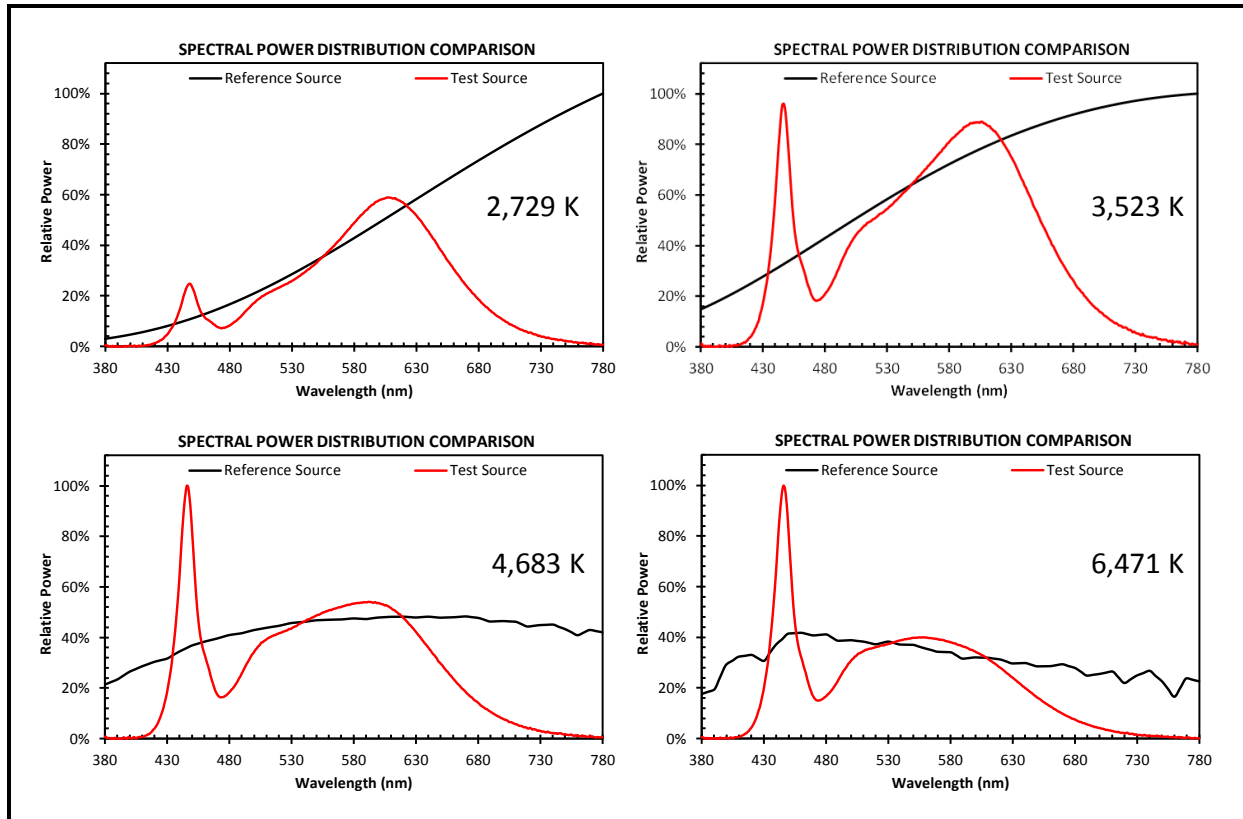 SPECTRAL POWER DISTRIBUTION COMPARISON
Reference Source Test Source
100%
80%
60%
40%
20%
0%
Relative Power
2,729 K
380 430 480 530 580 630 680 730 780
Wavelength (nm)
SPECTRAL POWER DISTRIBUTION COMPARISON
Reference Source Test Source
100%
80%
60%
40%
20%
0%
Relative Power
3,523 K
380 430 480 530 580 630 680 730 780
Wavelength (nm)
SPECTRAL POWER DISTRIBUTION COMPARISON
Reference Source Test Source
100%
80%
60%
40%
20%
0%
Relative Power
4,683 K
380 430 480 530 580 630 680 730 780
Wavelength (nm)
SPECTRAL POWER DISTRIBUTION COMPARISON
Reference Source Test Source
100%
80%
60%
40%
20%
0%
Relative Power
6,471 K
380 430 480 530 580 630 680 730 780
Wavelength (nm)